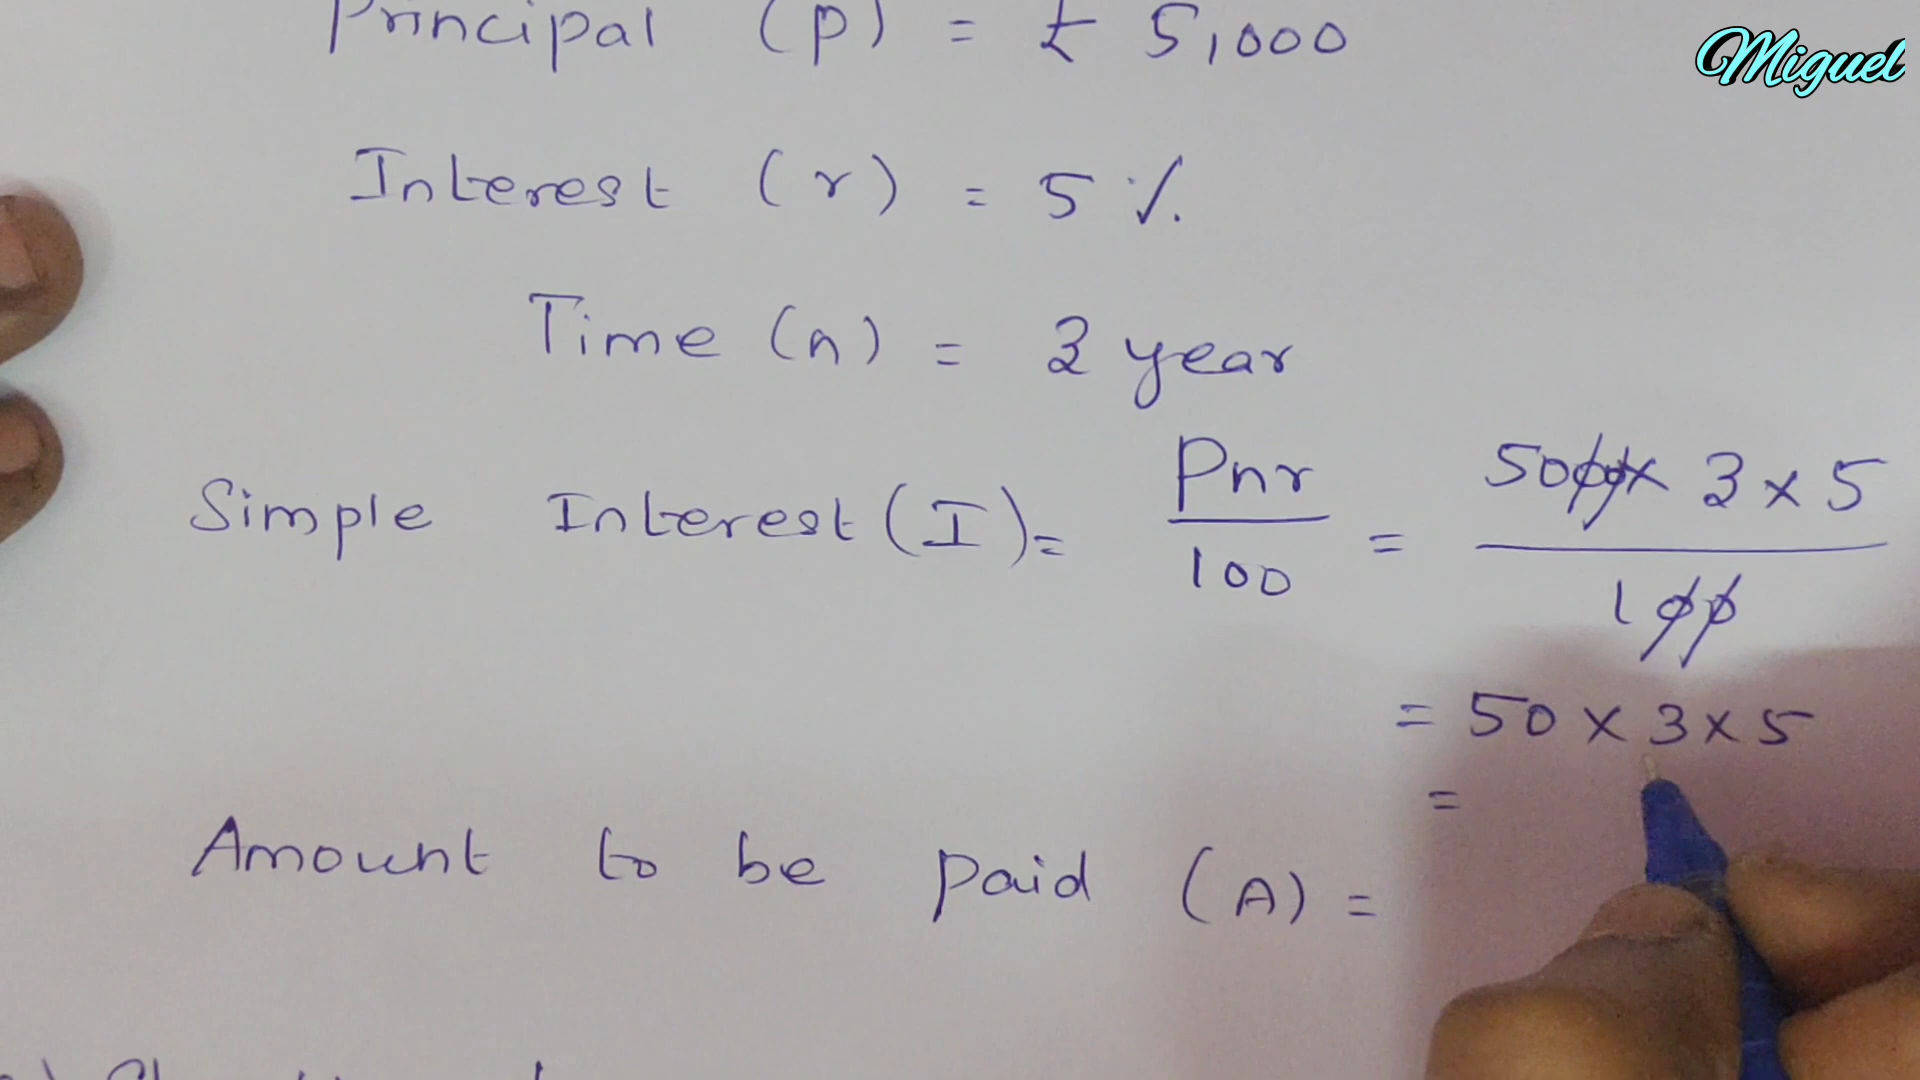 Miguel
Principal (p) = ₹ 5,000
Interest (r) = 5 %
Time (n) = 3 year
Simple Interest (I) = Pnr / 100 = 5000 x 3 x 5 / 100
= 50 x 3 x 5
=
Amount to be paid (A) =